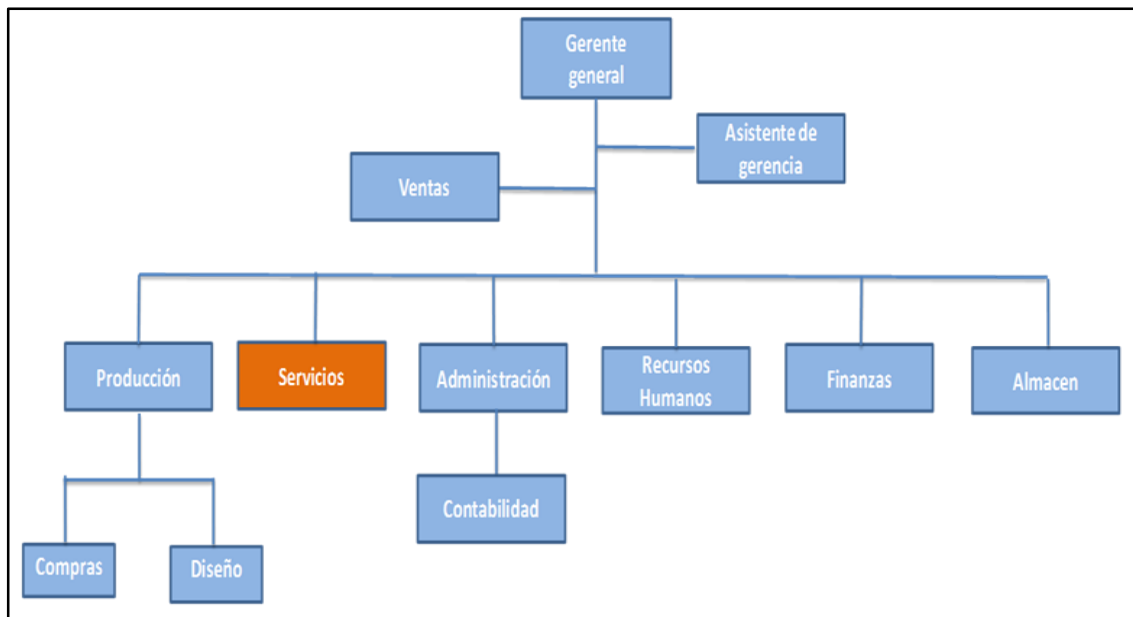 Gerente
general
Asistente de
gerencia
Ventas
Producción
Servicios
Administración
Recursos
Humanos
Finanzas
Almacen
Contabilidad
Compras
Diseño